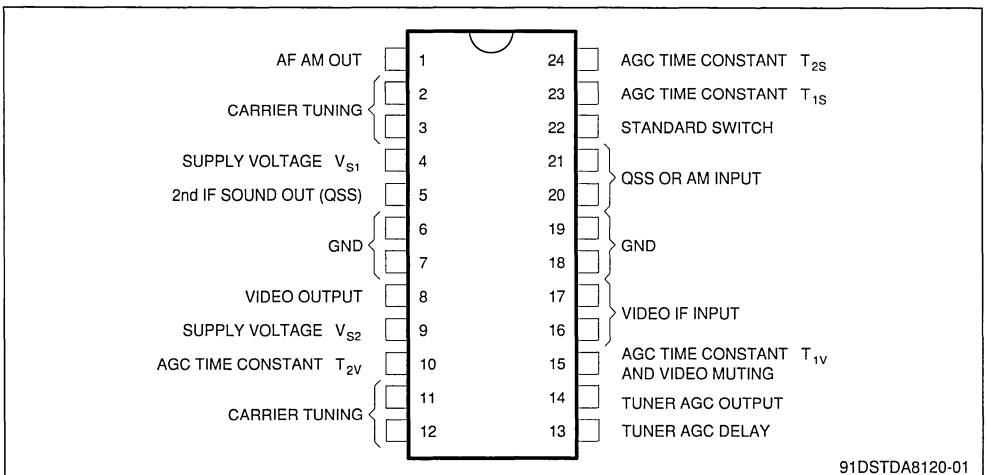 AF AM OUT 1
CARRIER TUNING 2
3
SUPPLY VOLTAGE VS1 4
2nd IF SOUND OUT (QSS) 5
GND 6
7
VIDEO OUTPUT 8
SUPPLY VOLTAGE VS2 9
AGC TIME CONSTANT T2V 10
CARRIER TUNING 11
12
24 AGC TIME CONSTANT T2S
23 AGC TIME CONSTANT T1S
22 STANDARD SWITCH
21 QSS OR AM INPUT
20
19 GND
18
17 VIDEO IF INPUT
16
15 AGC TIME CONSTANT T1V
AND VIDEO MUTING
14 TUNER AGC OUTPUT
13 TUNER AGC DELAY
91DSTDA8120-01